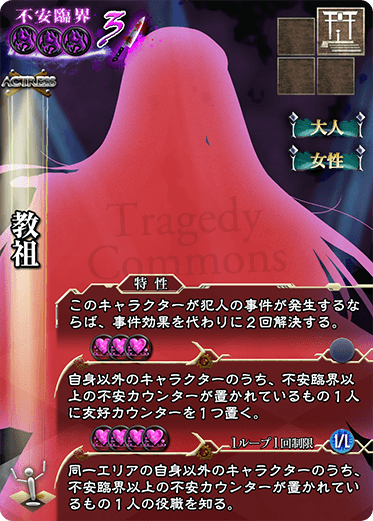 不安臨界
3
ACTRESS
大人
女性
教祖
Tragedy
Commons
特性
このキャラクターが犯人の事件が発生するな
らば、事件効果を代わりに2回解決する。
自身以外のキャラクターのうち、不安臨界以
上の不安カウンターが置かれているもの1人
に友好カウンターを1つ置く。
1ループ1回制限
1/L
同一エリアの自身以外のキャラクターのうち、
不安臨界以上の不安カウンターが置かれてい
るもの1人の役職を知る。